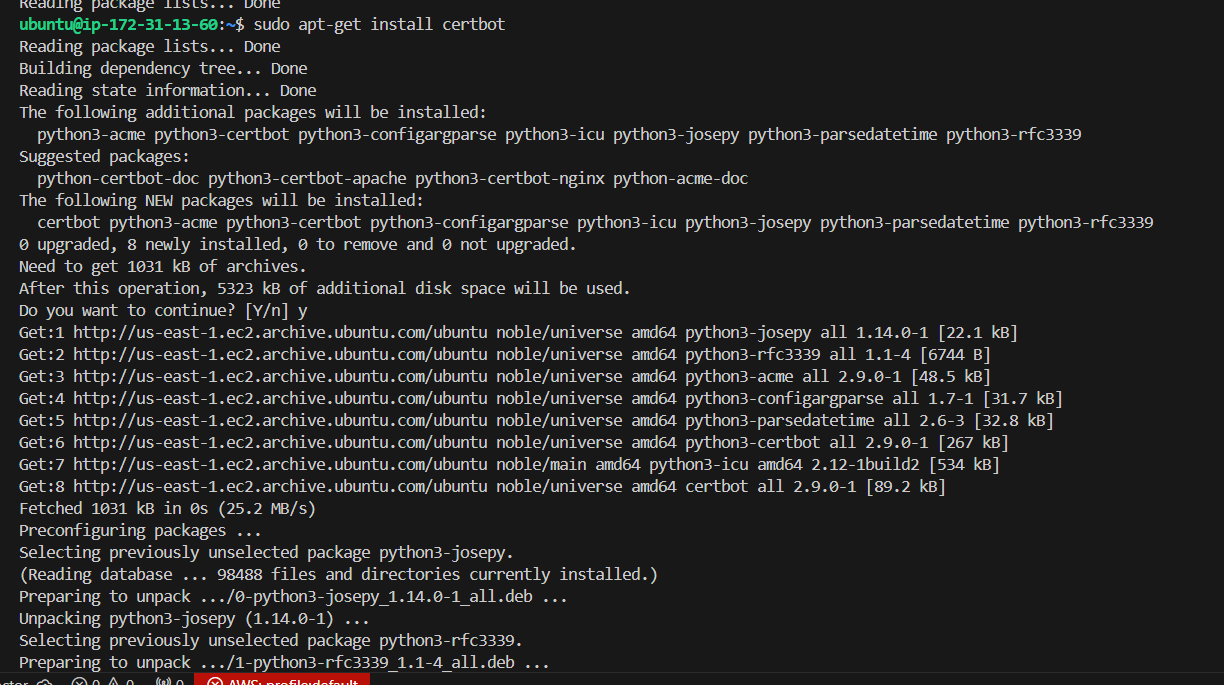 Reading package lists... Done
ubuntu@ip-172-31-13-60:~$ sudo apt-get install certbot
Reading package lists... Done
Building dependency tree... Done
Reading state information... Done
The following additional packages will be installed:
  python3-acme python3-certbot python3-configargparse python3-icu python3-josepy python3-parsedatetime python3-rfc3339
Suggested packages:
  python-certbot-doc python3-certbot-apache python3-certbot-nginx python-acme-doc
The following NEW packages will be installed:
  certbot python3-acme python3-certbot python3-configargparse python3-icu python3-josepy python3-parsedatetime python3-rfc3339
0 upgraded, 8 newly installed, 0 to remove and 0 not upgraded.
Need to get 1031 kB of archives.
After this operation, 5323 kB of additional disk space will be used.
Do you want to continue? [Y/n] y
Get:1 http://us-east-1.ec2.archive.ubuntu.com/ubuntu noble/universe amd64 python3-josepy all 1.14.0-1 [22.1 kB]
Get:2 http://us-east-1.ec2.archive.ubuntu.com/ubuntu noble/universe amd64 python3-rfc3339 all 1.1-4 [6744 B]
Get:3 http://us-east-1.ec2.archive.ubuntu.com/ubuntu noble/universe amd64 python3-acme all 2.9.0-1 [48.5 kB]
Get:4 http://us-east-1.ec2.archive.ubuntu.com/ubuntu noble/universe amd64 python3-configargparse all 1.7-1 [31.7 kB]
Get:5 http://us-east-1.ec2.archive.ubuntu.com/ubuntu noble/universe amd64 python3-parsedatetime all 2.6-3 [32.8 kB]
Get:6 http://us-east-1.ec2.archive.ubuntu.com/ubuntu noble/universe amd64 python3-certbot all 2.9.0-1 [267 kB]
Get:7 http://us-east-1.ec2.archive.ubuntu.com/ubuntu noble/main amd64 python3-icu amd64 2.12-1build2 [534 kB]
Get:8 http://us-east-1.ec2.archive.ubuntu.com/ubuntu noble/universe amd64 certbot all 2.9.0-1 [89.2 kB]
Fetched 1031 kB in 0s (25.2 MB/s)
Preconfiguring packages ...
Selecting previously unselected package python3-josepy.
(Reading database ... 98488 files and directories currently installed.)
Preparing to unpack .../0-python3-josepy_1.14.0-1_all.deb ...
Unpacking python3-josepy (1.14.0-1) ...
Selecting previously unselected package python3-rfc3339.
Preparing to unpack .../1-python3-rfc3339_1.1-4_all.deb ...
0 0 0 AWS: profile:default